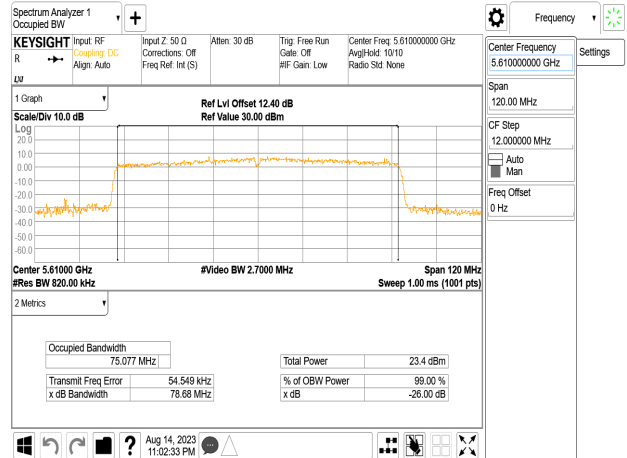 Spectrum Analyzer 1
Occupied BW
KEYSIGHT
R
Input: RF
Coupling: DC
Align: Auto
Input Z: 50 Ω
Corrections: Off
Freq Ref: Int (S)
Atten: 30 dB
Trig: Free Run
Gate: Off
#IF Gain: Low
Center Freq: 5.610000000 GHz
Avg|Hold: 10/10
Radio Std: None
1 Graph
Scale/Div 10.0 dB
Ref Lvl Offset 12.40 dB
Ref Value 30.00 dBm
Log
20.0
10.0
0.00
-10.0
-20.0
-30.0
-40.0
-50.0
-60.0
Center 5.61000 GHz
#Video BW 2.7000 MHz
Span 120 MHz
#Res BW 820.00 kHz
Sweep 1.00 ms (1001 pts)
2 Metrics
Occupied Bandwidth
75.077 MHz
Total Power 23.4 dBm
Transmit Freq Error 54.549 kHz
% of OBW Power 99.00 %
x dB Bandwidth 78.68 MHz
x dB -26.00 dB
Aug 14, 2023
11:02:33 PM
Frequency
Settings
Center Frequency
5.610000000 GHz
Span
120.00 MHz
CF Step
12.000000 MHz
Auto
Man
Freq Offset
0 Hz